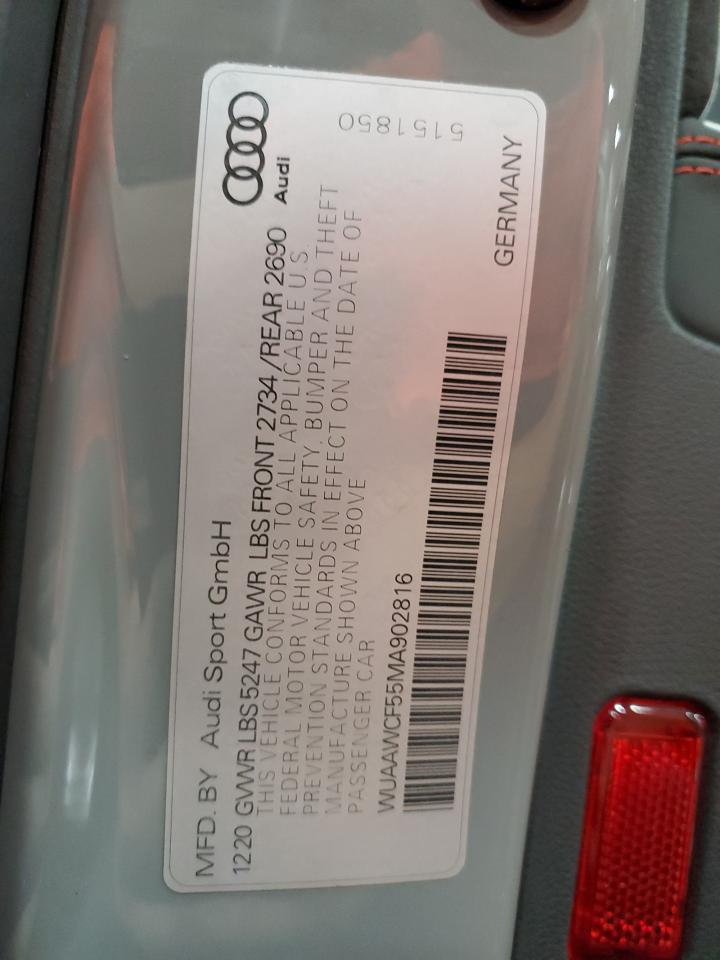 MFD. BY Audi Sport GmbH
1220 GVWR LBS 5247 GAWR LBS FRONT 2734 /REAR 2690
THIS VEHICLE CONFORMS TO ALL APPLICABLE U.S.
FEDERAL MOTOR VEHICLE SAFETY, BUMPER AND THEFT
PREVENTION STANDARDS IN EFFECT ON THE DATE OF
MANUFACTURE SHOWN ABOVE
PASSENGER CAR
WUAAWCF55MA902816
Audi
GERMANY
5151850